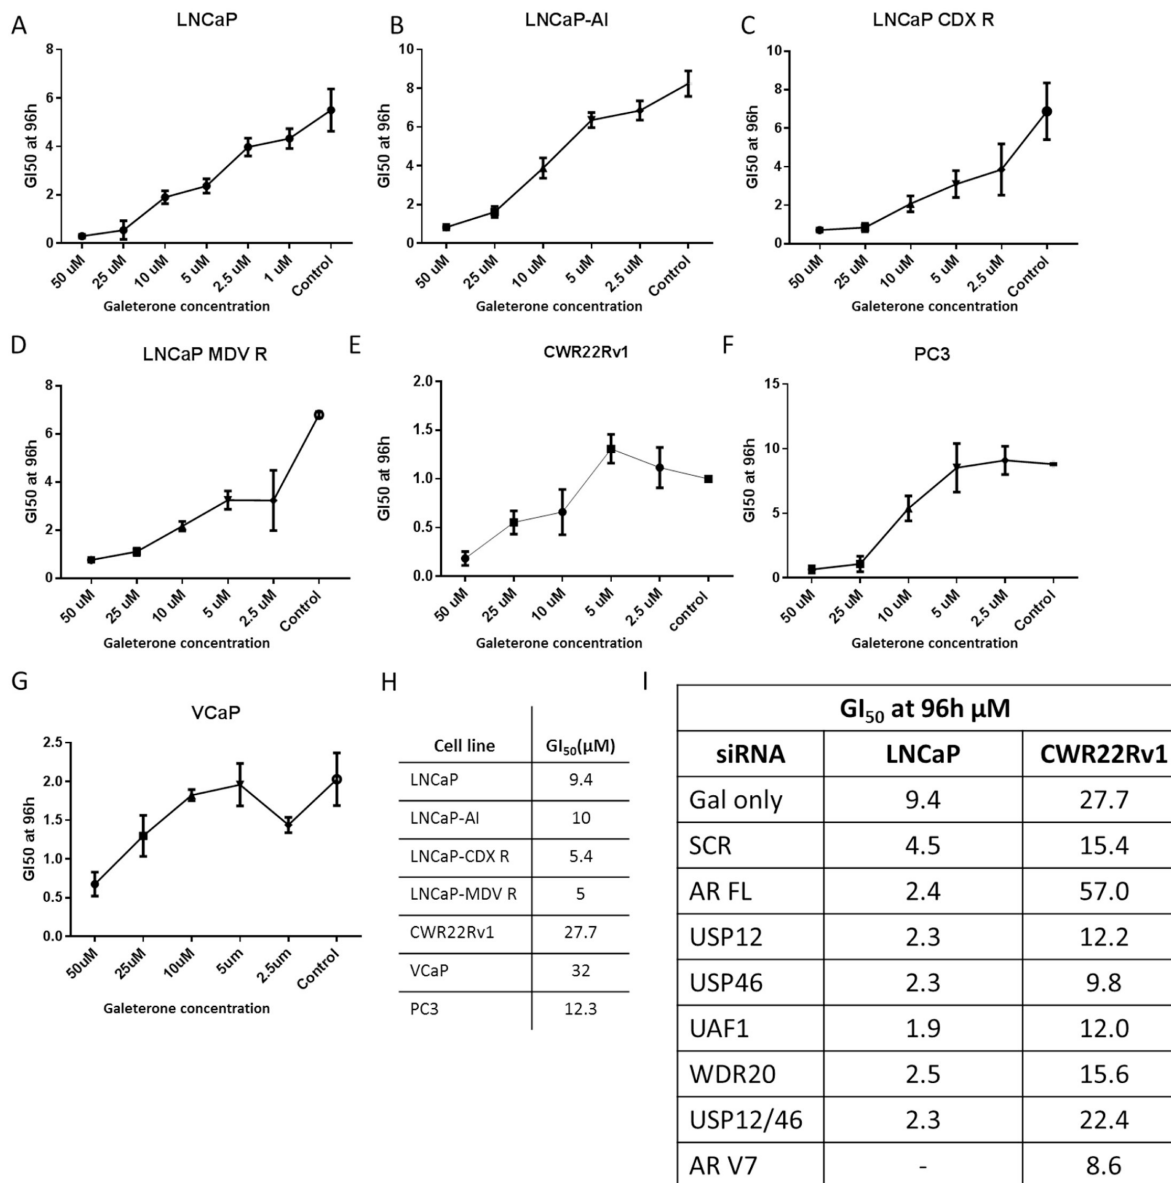 A
LNCaP
8
6
4
2
0
GI50 at 96h
50 uM
25 uM
10 uM
5 uM
2.5 uM
1 uM
Control
Galeterone concentration
B
LNCaP-AI
10
8
6
4
2
0
GI50 at 96h
50 uM
25 uM
10 uM
5 uM
2.5 uM
Control
Galeterone concentration
C
LNCaP CDX R
10
8
6
4
2
0
GI50 at 96h
50 uM
25 uM
10 uM
5 uM
2.5 uM
Control
Galeterone concentration
D
LNCaP MDV R
8
6
4
2
0
GI50 at 96h
50 uM
25 uM
10 uM
5 uM
2.5 uM
Control
Galeterone concentration
E
CWR22Rv1
2.0
1.5
1.0
0.5
0.0
GI50 at 96h
50 uM
25 uM
10 uM
5 uM
2.5 uM
control
Galeterone concentration
F
PC3
15
10
5
0
GI50 at 96h
50 uM
25 uM
10 uM
5 uM
2.5 uM
Control
Galeterone concentration
G
VCaP
2.5
2.0
1.5
1.0
0.5
0.0
GI50 at 96h
50uM
25uM
10uM
5um
2.5um
Control
Galeterone concentration
H
Cell line GI₅₀(µM)
LNCaP 9.4
LNCaP-AI 10
LNCaP-CDX R 5.4
LNCaP-MDV R 5
CWR22Rv1 27.7
VCaP 32
PC3 12.3
I
GI₅₀ at 96h µM
siRNA LNCaP CWR22Rv1
Gal only 9.4 27.7
SCR 4.5 15.4
AR FL 2.4 57.0
USP12 2.3 12.2
USP46 2.3 9.8
UAF1 1.9 12.0
WDR20 2.5 15.6
USP12/46 2.3 22.4
AR V7 - 8.6